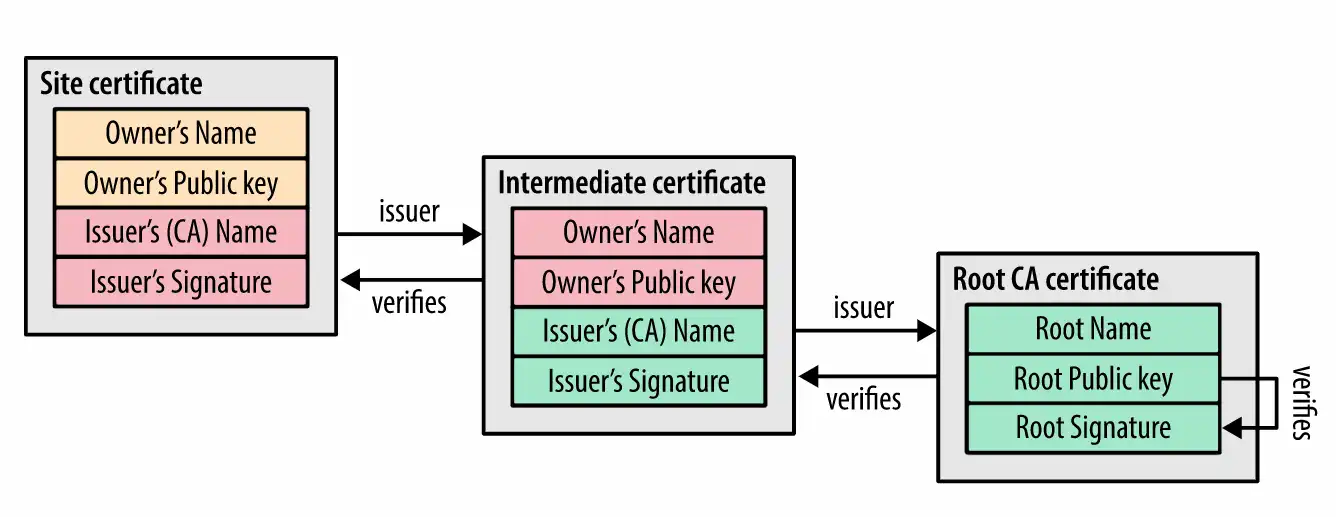 Site certificate
Owner’s Name
Owner’s Public key
Issuer’s (CA) Name
Issuer’s Signature
issuer
verifies
Intermediate certificate
Owner’s Name
Owner’s Public key
Issuer’s (CA) Name
Issuer’s Signature
issuer
verifies
Root CA certificate
Root Name
Root Public key
Root Signature
verifies